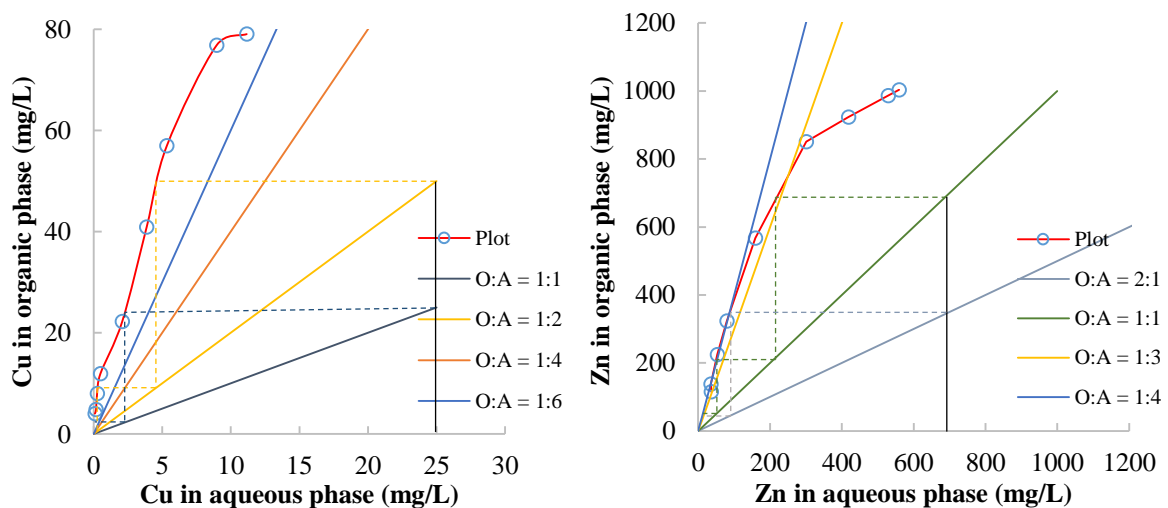 Cu in organic phase (mg/L)
80
60
40
20
0
0 5 10 15 20 25 30
Cu in aqueous phase (mg/L)
Plot
O:A = 1:1
O:A = 1:2
O:A = 1:4
O:A = 1:6
Zn in organic phase (mg/L)
1200
1000
800
600
400
200
0
0 200 400 600 800 1000 1200
Zn in aqueous phase (mg/L)
Plot
O:A = 2:1
O:A = 1:1
O:A = 1:3
O:A = 1:4